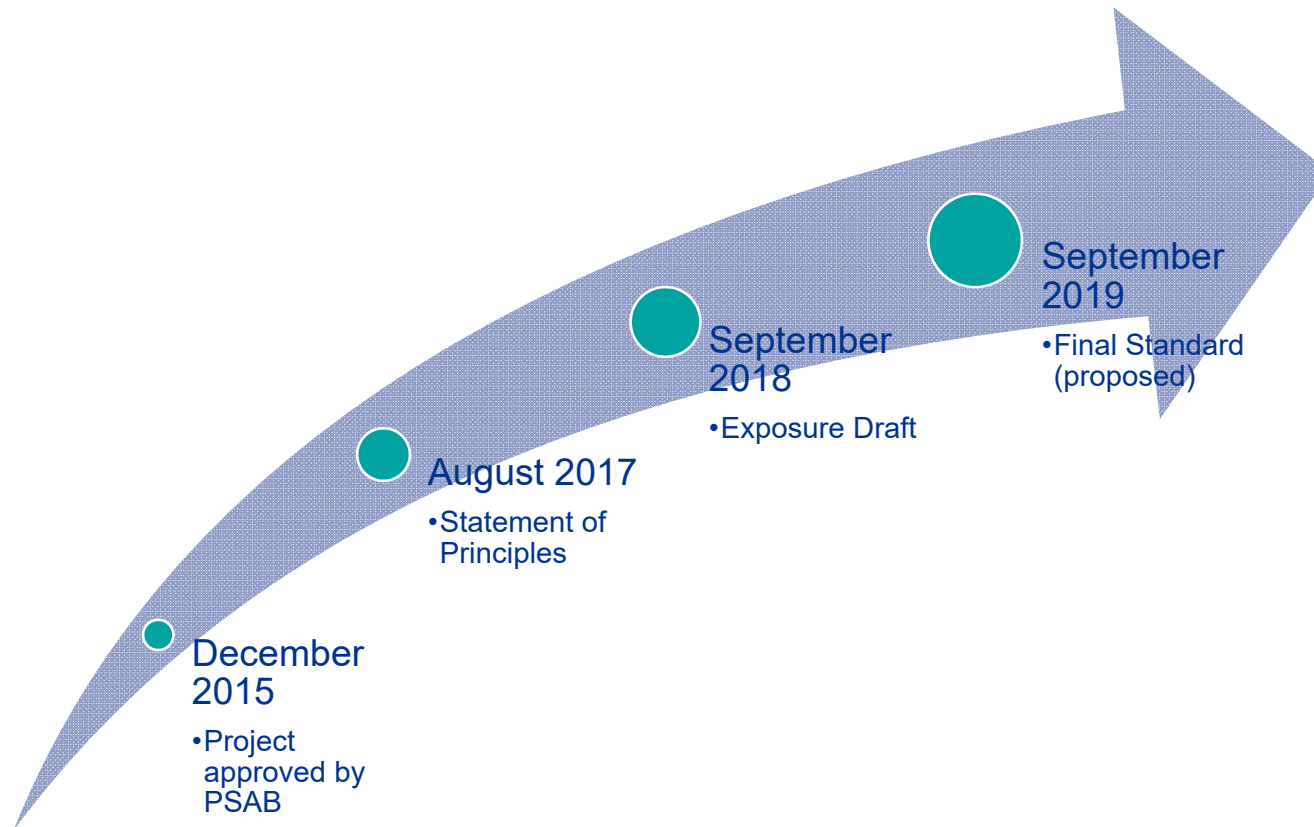 December
2015
•Project
approved by
PSAB
August 2017
•Statement of
Principles
September
2018
•Exposure Draft
September
2019
•Final Standard
(proposed)